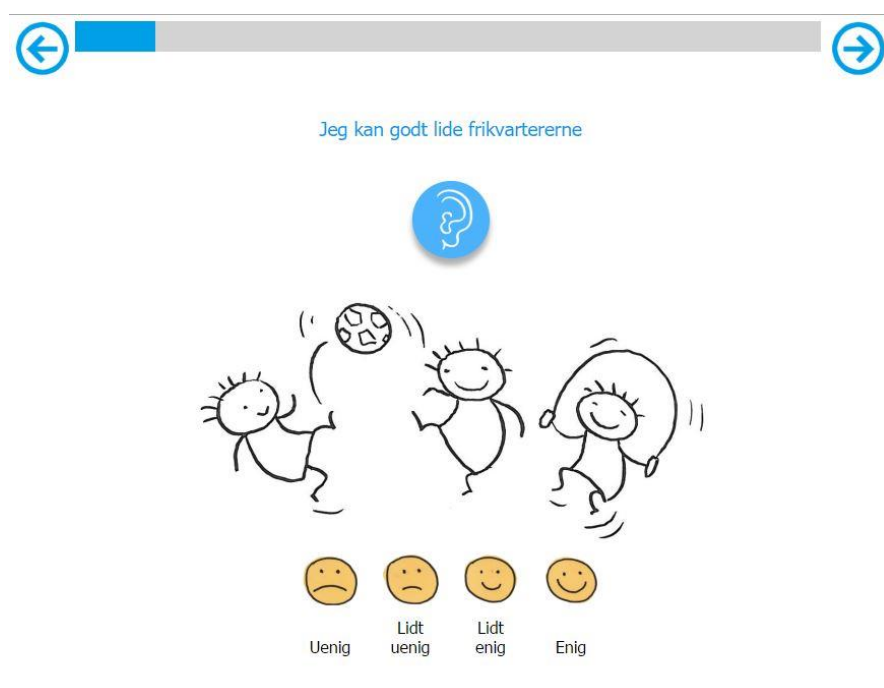 Jeg kan godt lide frikvartererne
Uenig
Lidt
uenig
Lidt
enig
Enig